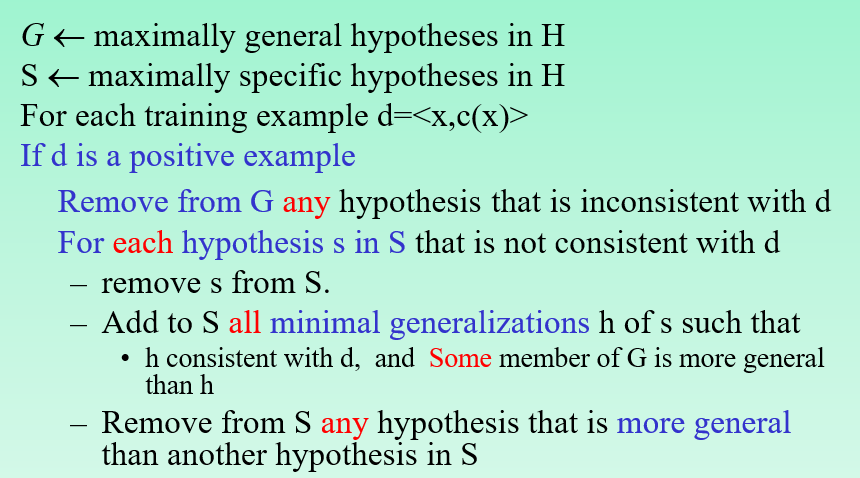 G ← maximally general hypotheses in H
S ← maximally specific hypotheses in H
For each training example d=<x,c(x)>
If d is a positive example
Remove from G any hypothesis that is inconsistent with d
For each hypothesis s in S that is not consistent with d
– remove s from S.
– Add to S all minimal generalizations h of s such that
• h consistent with d, and Some member of G is more general
than h
– Remove from S any hypothesis that is more general
than another hypothesis in S